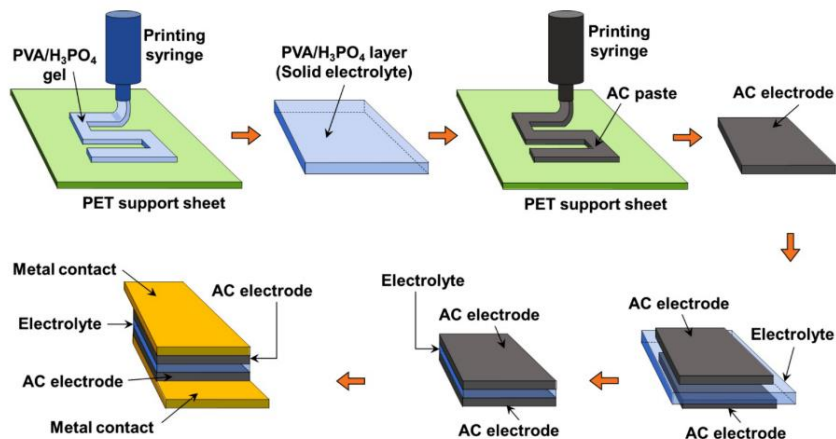 PVA/H₃PO₄
gel
Printing
syringe
PET support sheet
PVA/H₃PO₄ layer
(Solid electrolyte)
Printing
syringe
AC paste
PET support sheet
AC electrode
Metal contact
AC electrode
Electrolyte
AC electrode
Metal contact
Electrolyte
AC electrode
AC electrode
AC electrode
Electrolyte
AC electrode